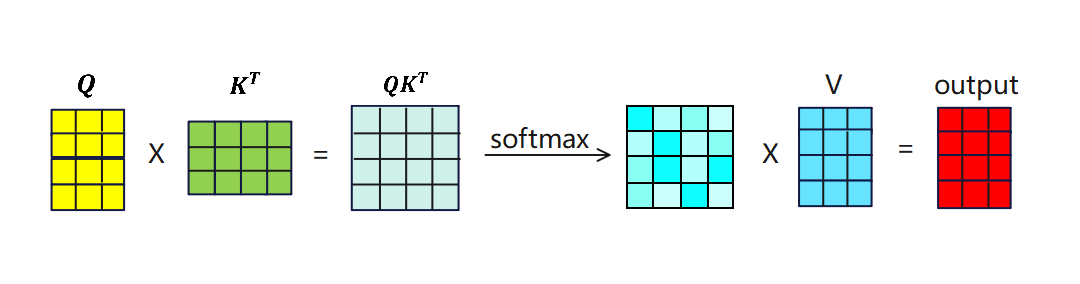 Q
K^T
QK^T
V
output
X
=
softmax
X
=